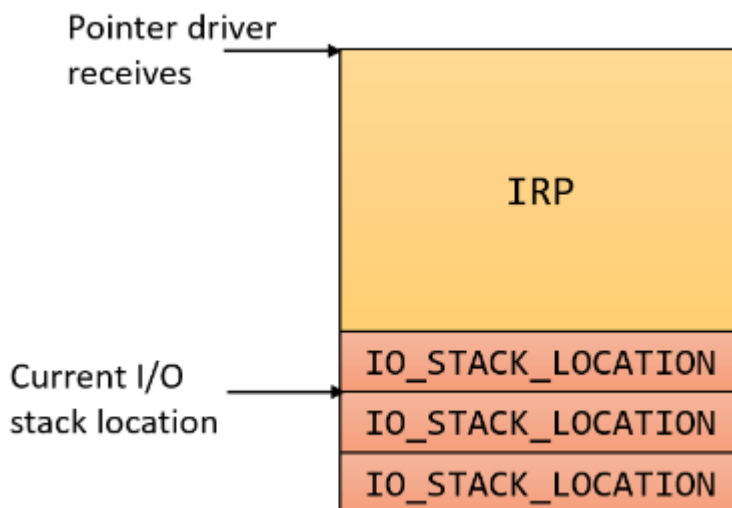 Pointer driver
receives
IRP
IO_STACK_LOCATION
Current I/O
stack location
IO_STACK_LOCATION
IO_STACK_LOCATION